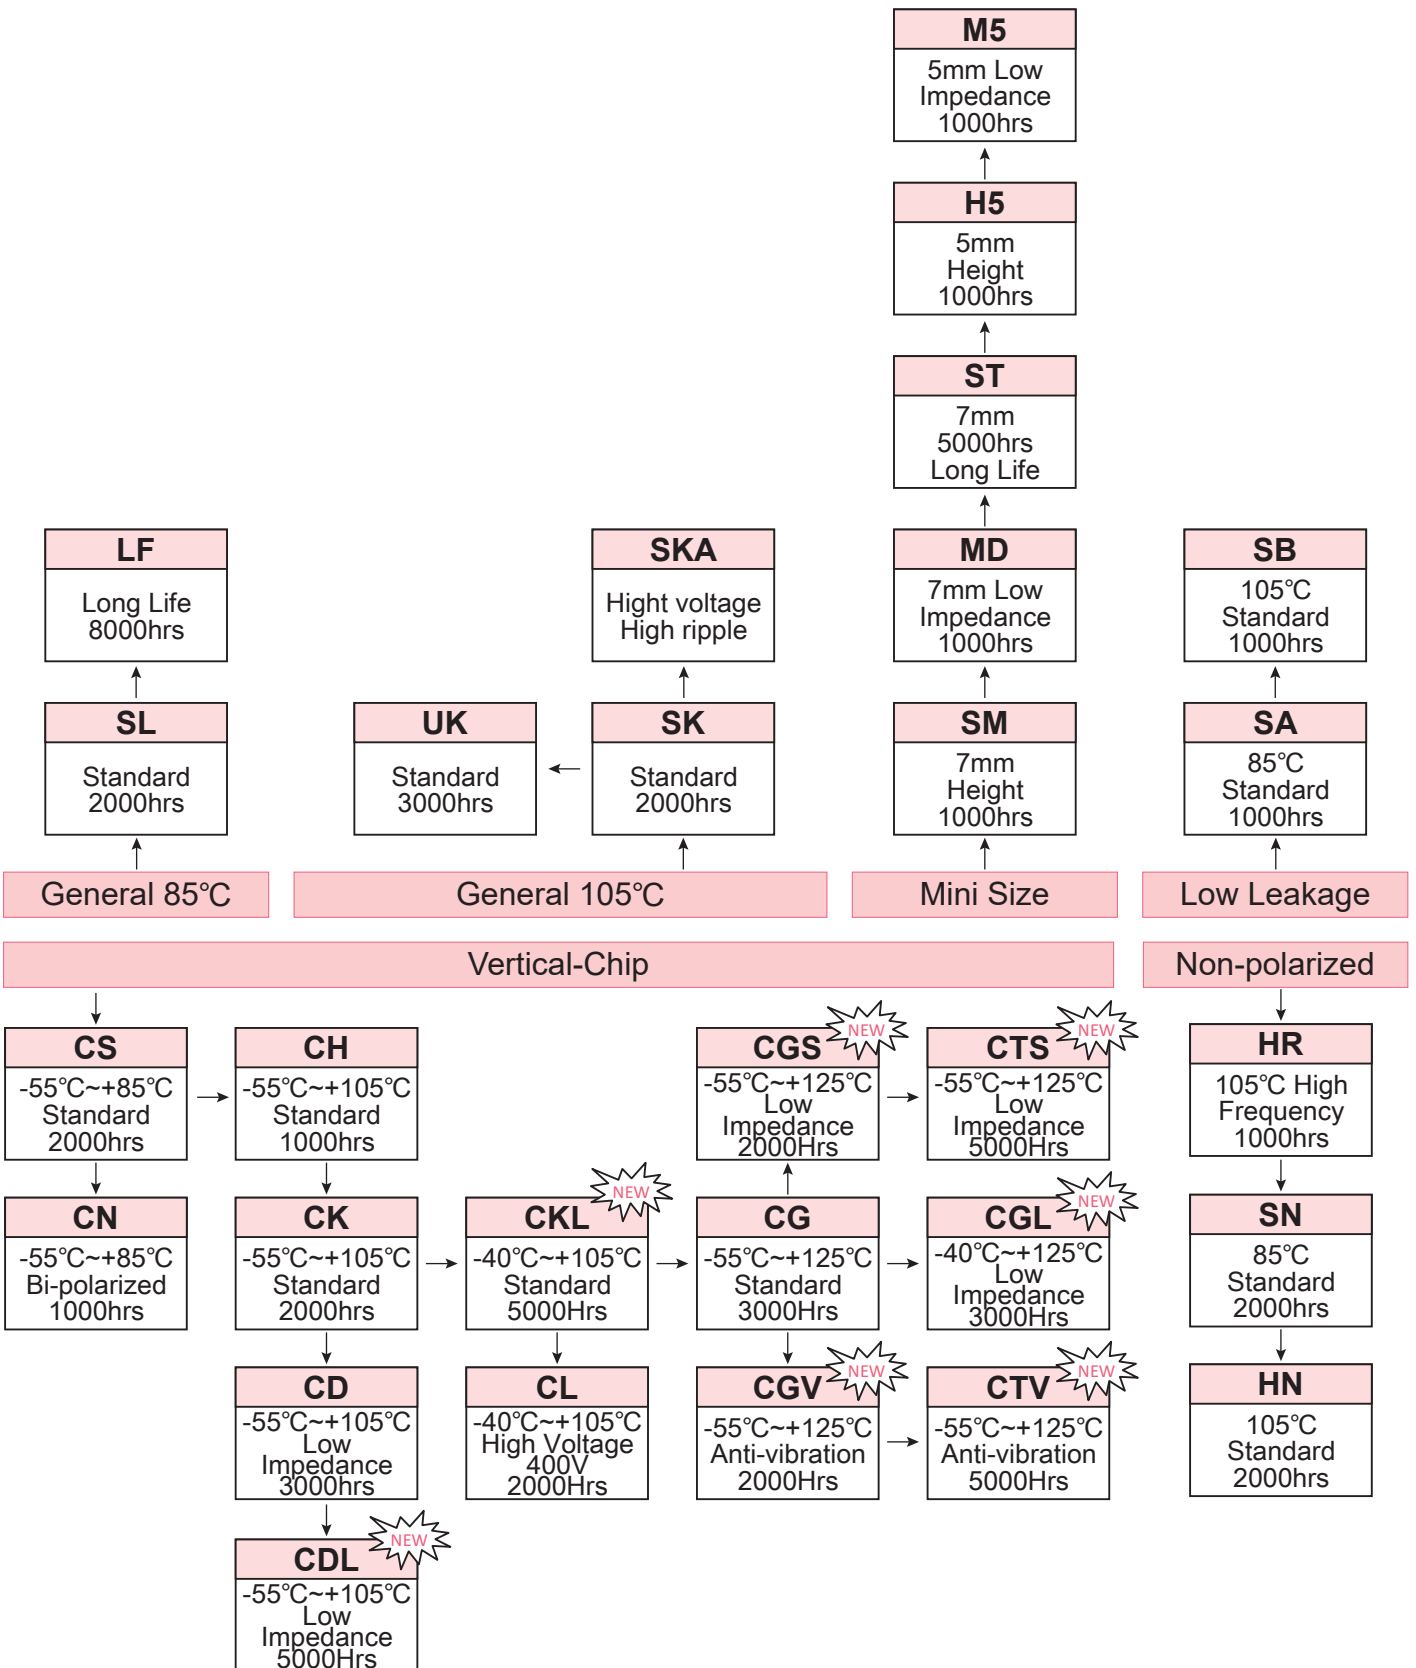 M5
5mm Low
Impedance
1000hrs
H5
5mm
Height
1000hrs
ST
7mm
5000hrs
Long Life
LF
Long Life
8000hrs
SKA
Hight voltage
High ripple
MD
7mm Low
Impedance
1000hrs
SB
105℃
Standard
1000hrs
SL
Standard
2000hrs
UK
Standard
3000hrs
SK
Standard
2000hrs
SM
7mm
Height
1000hrs
SA
85℃
Standard
1000hrs
General 85℃
General 105℃
Mini Size
Low Leakage
Vertical-Chip
Non-polarized
CS
-55℃~+85℃
Standard
2000hrs
CH
-55℃~+105℃
Standard
1000hrs
CGS
NEW
-55℃~+125℃
Low
Impedance
2000Hrs
CTS
NEW
-55℃~+125℃
Low
Impedance
5000Hrs
HR
105℃ High
Frequency
1000hrs
CN
-55℃~+85℃
Bi-polarized
1000hrs
CK
-55℃~+105℃
Standard
2000hrs
CKL
NEW
-40℃~+105℃
Standard
5000Hrs
CG
-55℃~+125℃
Standard
3000Hrs
CGL
NEW
-40℃~+125℃
Low
Impedance
3000Hrs
SN
85℃
Standard
2000hrs
CD
-55℃~+105℃
Low
Impedance
3000hrs
CL
-40℃~+105℃
High Voltage
400V
2000Hrs
CGV
NEW
-55℃~+125℃
Anti-vibration
2000Hrs
CTV
NEW
-55℃~+125℃
Anti-vibration
5000Hrs
HN
105℃
Standard
2000hrs
CDL
NEW
-55℃~+105℃
Low
Impedance
5000Hrs